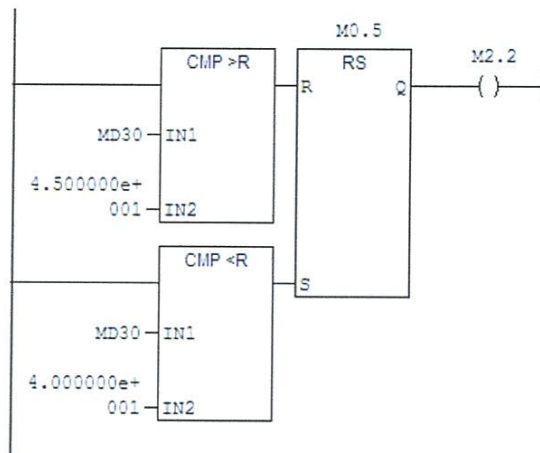 M0.5
CMP >R
RS
M2.2
R
Q
MD30
IN1
4.500000e+
001
IN2
CMP <R
S
MD30
IN1
4.000000e+
001
IN2